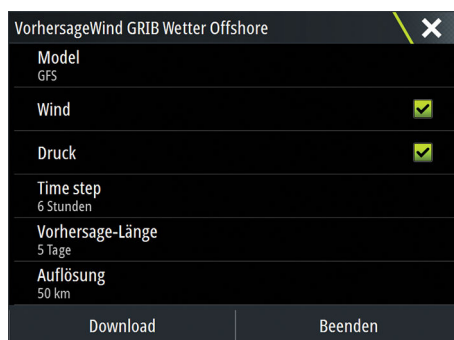 VorhersageWind GRIB Wetter Offshore
Model
GFS
Wind
Druck
Time step
6 Stunden
Vorhersage-Länge
5 Tage
Auflösung
50 km
Download Beenden